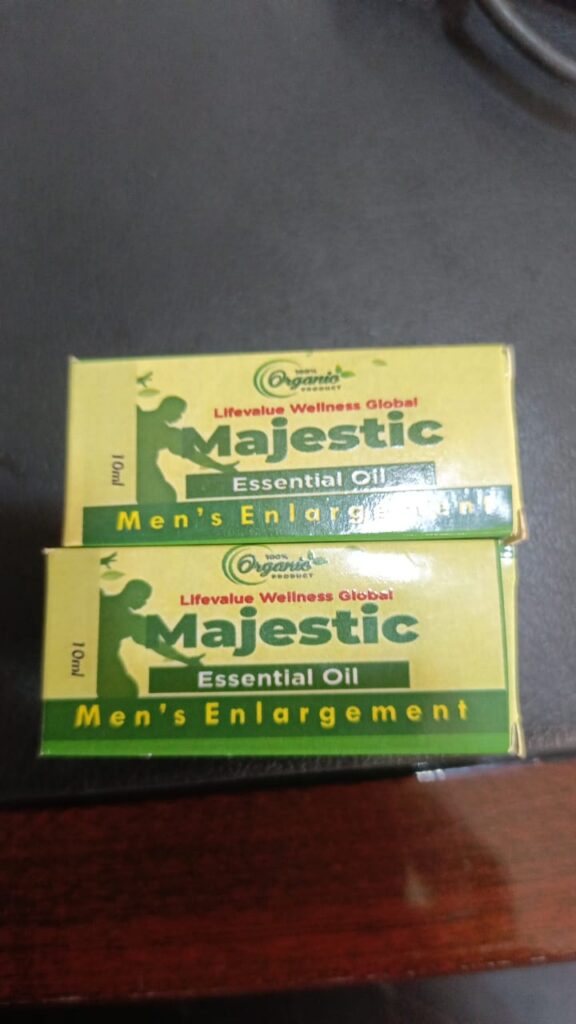 100%
Organic
PRODUCT
Lifevalue Wellness Global
Majestic
Essential Oil
10ml
Men's Enlargement
100%
Organic
PRODUCT
Lifevalue Wellness Global
Majestic
Essential Oil
10ml
Men's Enlargement